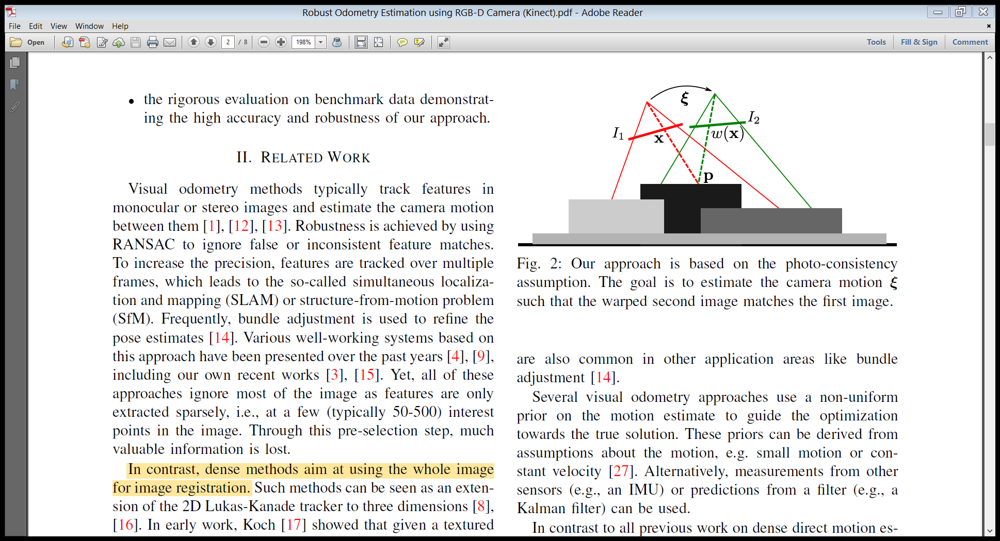 Robust Odometry Estimation using RGB-D Camera (Kinect).pdf - Adobe Reader
File Edit View Window Help
Open 2 / 8 198% Tools Fill & Sign Comment
• the rigorous evaluation on benchmark data demonstrat-
ing the high accuracy and robustness of our approach.
II. RELATED WORK
Visual odometry methods typically track features in
monocular or stereo images and estimate the camera motion
between them [1], [12], [13]. Robustness is achieved by using
RANSAC to ignore false or inconsistent feature matches.
To increase the precision, features are tracked over multiple
frames, which leads to the so-called simultaneous localiza-
tion and mapping (SLAM) or structure-from-motion problem
(SfM). Frequently, bundle adjustment is used to refine the
pose estimates [14]. Various well-working systems based on
this approach have been presented over the past years [4], [9],
including our own recent works [3], [15]. Yet, all of these
approaches ignore most of the image as features are only
extracted sparsely, i.e., at a few (typically 50-500) interest
points in the image. Through this pre-selection step, much
valuable information is lost.
In contrast, dense methods aim at using the whole image
for image registration. Such methods can be seen as an exten-
sion of the 2D Lukas-Kanade tracker to three dimensions [8],
[16]. In early work, Koch [17] showed that given a textured
ξ
I₁
x
I₂
w(x)
p
Fig. 2: Our approach is based on the photo-consistency
assumption. The goal is to estimate the camera motion ξ
such that the warped second image matches the first image.
are also common in other application areas like bundle
adjustment [14].
Several visual odometry approaches use a non-uniform
prior on the motion estimate to guide the optimization
towards the true solution. These priors can be derived from
assumptions about the motion, e.g. small motion or con-
stant velocity [27]. Alternatively, measurements from other
sensors (e.g., an IMU) or predictions from a filter (e.g., a
Kalman filter) can be used.
In contrast to all previous work on dense direct motion es-